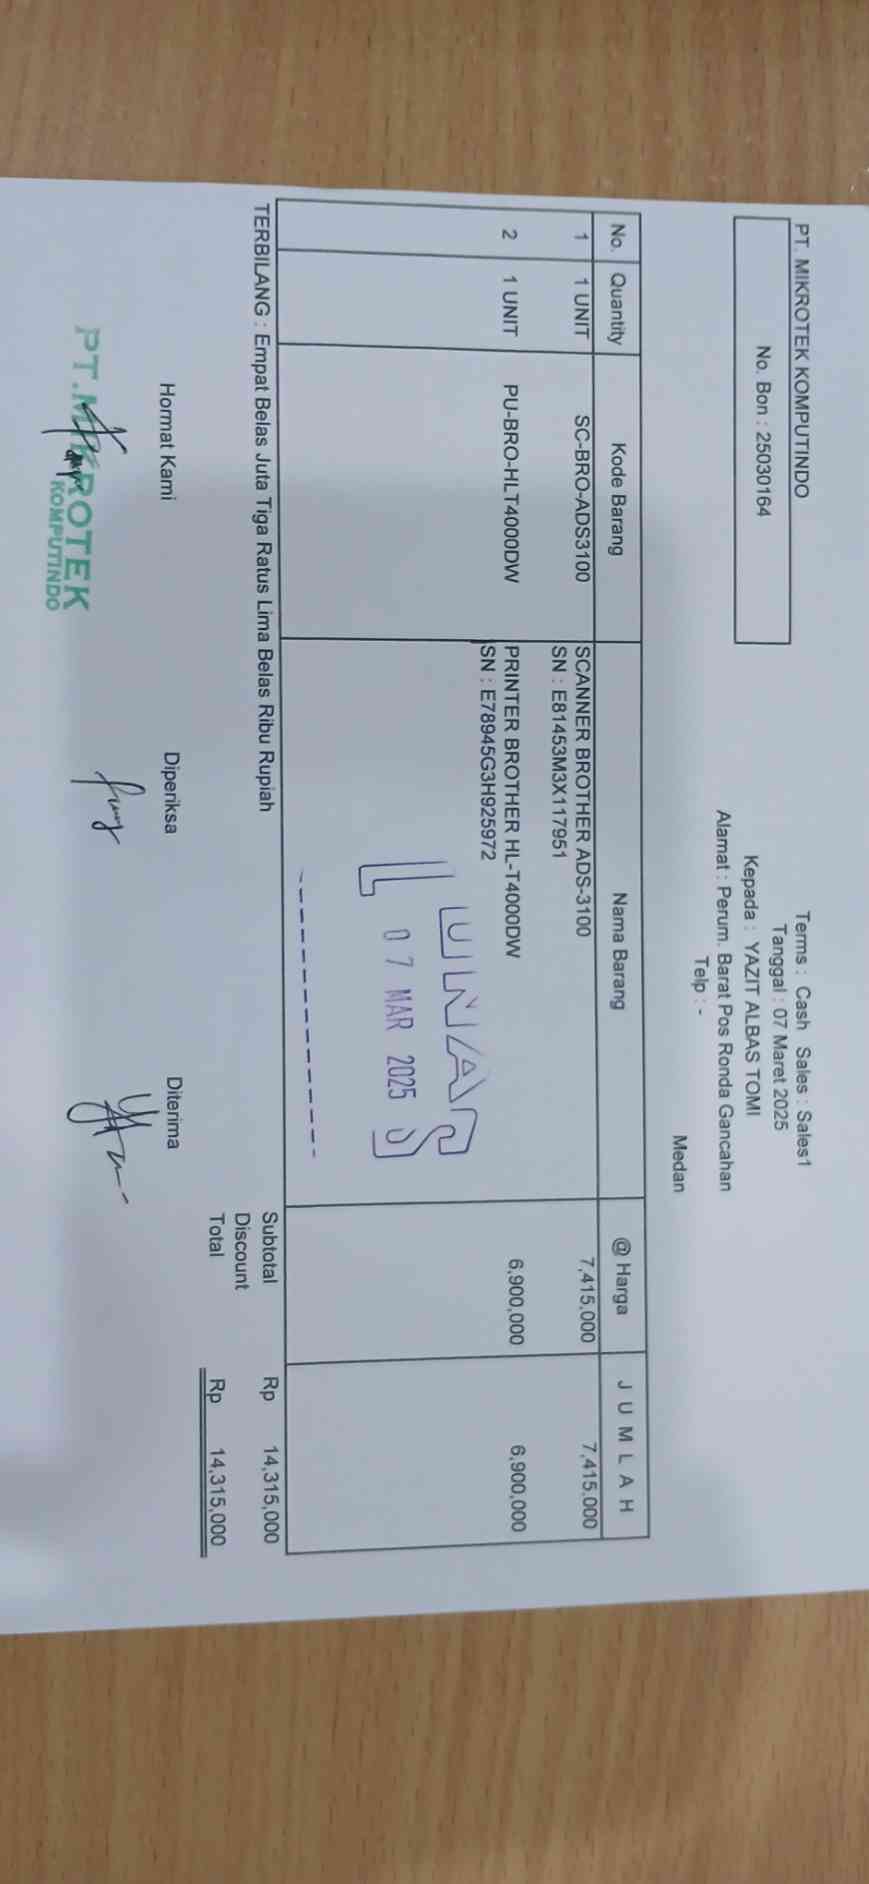 PT. MIKROTEK KOMPUTINDO
No. Bon : 25030164
Terms : Cash Sales : Sales1
Tanggal : 07 Maret 2025
Kepada : YAZIT ALBAS TOMI
Alamat : Perum. Barat Pos Ronda Gancahan
Telp : -
Medan
No. Quantity Kode Barang Nama Barang @ Harga J U M L A H
1 1 UNIT SC-BRO-ADS3100 SCANNER BROTHER ADS-3100 7,415,000 7,415,000
SN : E81453M3X117951
2 1 UNIT PU-BRO-HLT4000DW PRINTER BROTHER HL-T4000DW 6,900,000 6,900,000
SN : E78945G3H925972
LUNAS
07 MAR 2025
TERBILANG : Empat Belas Juta Tiga Ratus Lima Belas Ribu Rupiah
Subtotal Rp 14,315,000
Discount
Total Rp 14,315,000
Hormat Kami Diperiksa Diterima
PT.MIKROTEK
KOMPUTINDO